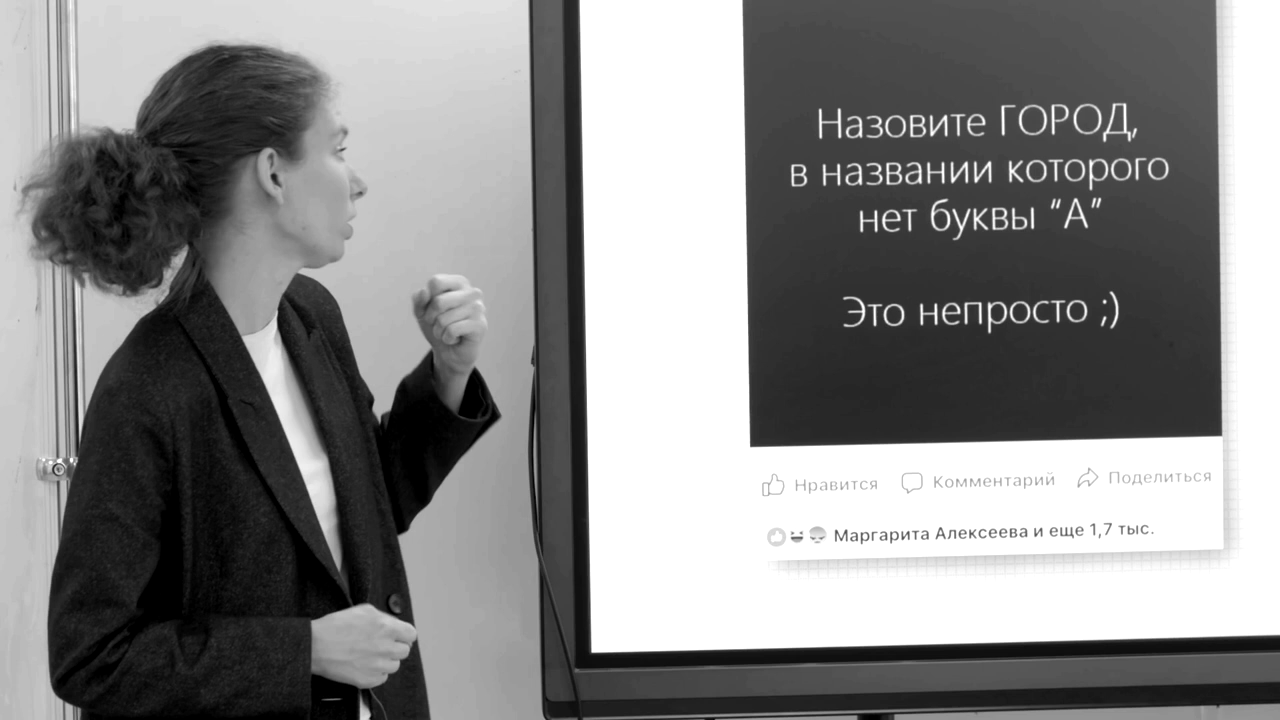 Назовите ГОРОД,
в названии которого
нет буквы “А”
Это непросто ;)
Нравится Комментарий Поделиться
Маргарита Алексеева и еще 1,7 тыс.